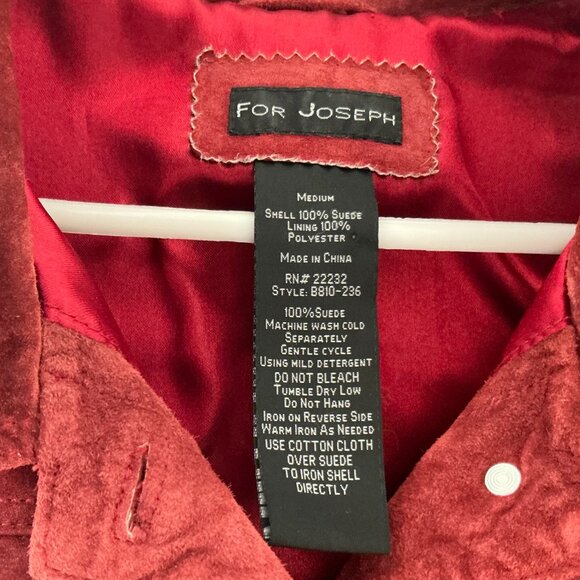 FOR JOSEPH
MEDIUM
SHELL 100% SUEDE
LINING 100%
POLYESTER
MADE IN CHINA
RN# 22232
STYLE: B810-236
100%SUEDE
MACHINE WASH COLD
SEPARATELY
GENTLE CYCLE
USING MILD DETERGENT
DO NOT BLEACH
TUMBLE DRY LOW
DO NOT HANG
IRON ON REVERSE SIDE
WARM IRON AS NEEDED
USE COTTON CLOTH
OVER SUEDE
TO IRON SHELL
DIRECTLY